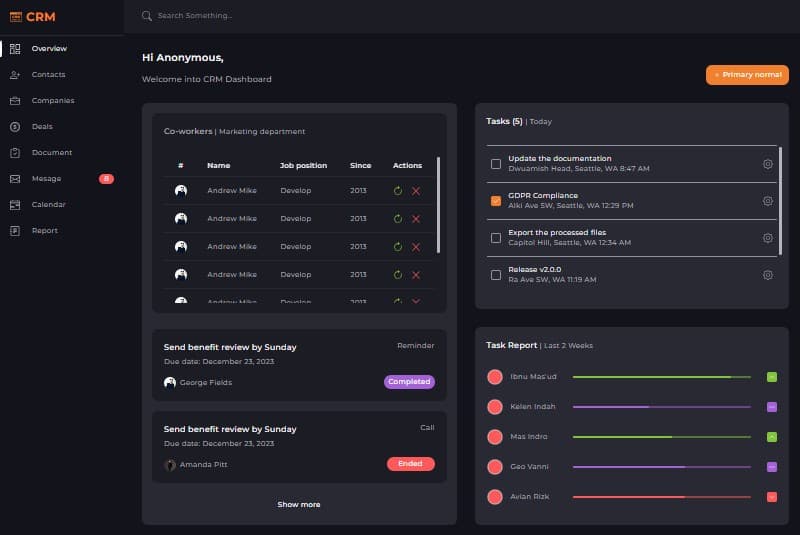 CRM
Search Something..
Overview
Contacts
Companies
Deals
Document
Mesage
Calendar
Report
Hi Anonymous,
Welcome into CRM Dashboard
+ Primary normal
Co-workers | Marketing department
# Name Job position Since Actions
Andrew Mike Develop 2013
Andrew Mike Develop 2013
Andrew Mike Develop 2013
Andrew Mike Develop 2013
Andrew Mike Develop 2013
Send benefit review by Sunday Reminder
Due date: December 23, 2023
George Fields Completed
Send benefit review by Sunday Call
Due date: December 23, 2023
Amanda Pitt Ended
Show more
Tasks (5) | Today
Update the documentation
Dwuamish Head, Seattle, WA 8:47 AM
GDPR Compliance
Alki Ave SW, Seattle, WA 12:29 PM
Export the processed files
Capitol Hill, Seattle, WA 12:34 AM
Release v2.0.0
Ra Ave SW, WA 11:19 AM
Task Report | Last 2 Weeks
Ibnu Mas'ud
Kelen Indah
Mas Indro
Geo Vanni
Avian Rizk